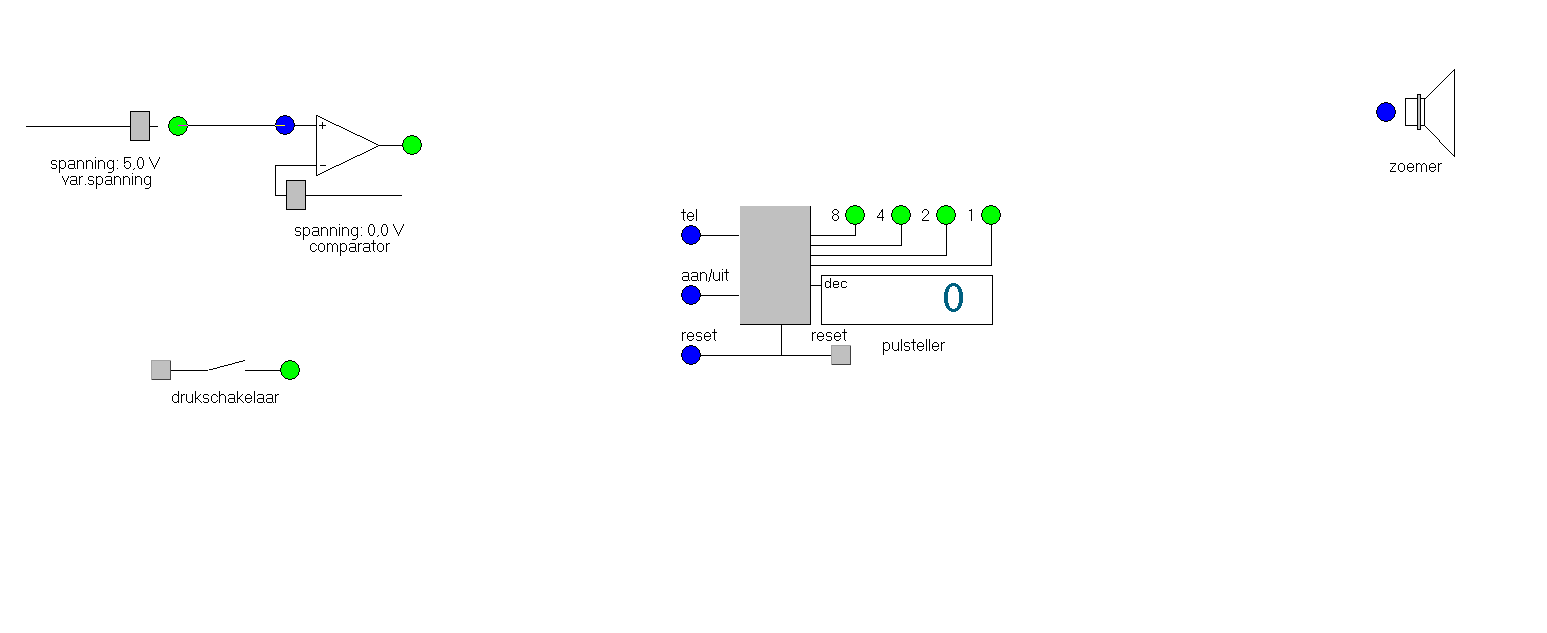 spanning: 5,0 V
var.spanning
+
−
spanning: 0,0 V
comparator
drukschakelaar
tel
aan/uit
reset
8 4 2 1
dec
0
reset
pulsteller
zoemer